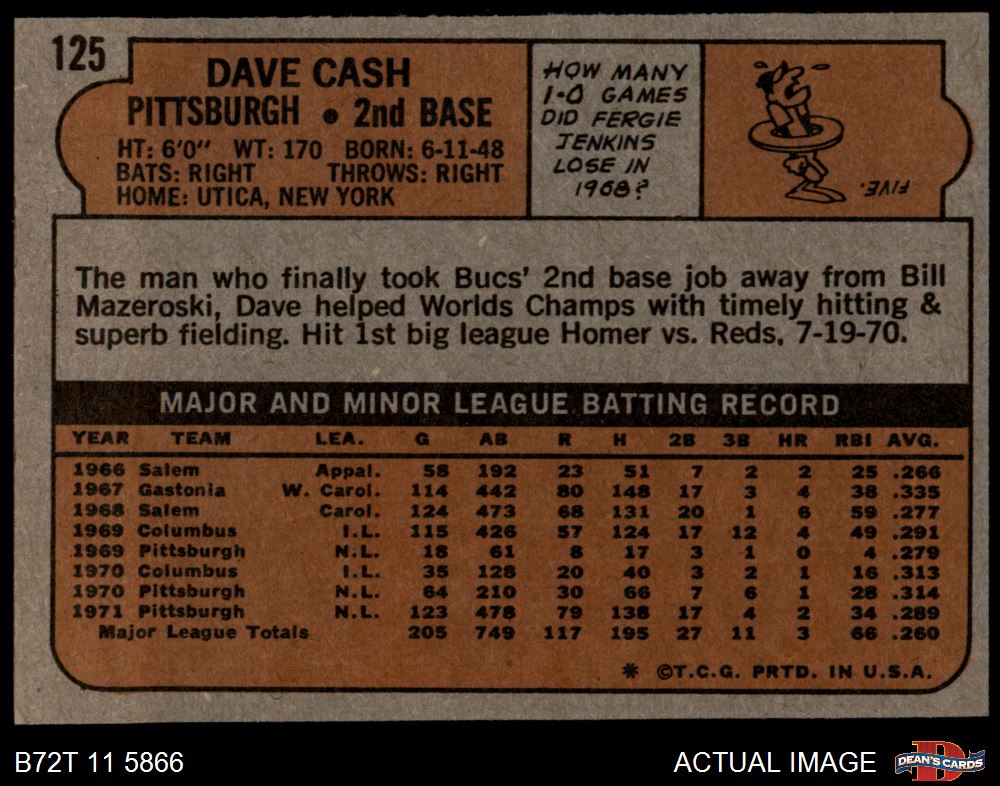 125
DAVE CASH
PITTSBURGH • 2nd BASE
HT: 6'0" WT: 170 BORN: 6-11-48
BATS: RIGHT THROWS: RIGHT
HOME: UTICA, NEW YORK
HOW MANY
1-0 GAMES
DID FERGIE
JENKINS
LOSE IN
1968?
FIVE.
The man who finally took Bucs' 2nd base job away from Bill
Mazeroski, Dave helped Worlds Champs with timely hitting &
superb fielding. Hit 1st big league Homer vs. Reds, 7-19-70.
MAJOR AND MINOR LEAGUE BATTING RECORD
YEAR TEAM LEA. G AB R H 2B 3B HR RBI AVG.
1966 Salem Appal. 58 192 23 51 7 2 2 25 .266
1967 Gastonia W. Carol. 114 442 80 148 17 3 4 38 .335
1968 Salem Carol. 124 473 68 131 20 1 6 59 .277
1969 Columbus I.L. 115 426 57 124 17 12 4 49 .291
1969 Pittsburgh N.L. 18 61 8 17 3 1 0 4 .279
1970 Columbus I.L. 35 128 20 40 3 2 1 16 .313
1970 Pittsburgh N.L. 64 210 30 66 7 6 1 28 .314
1971 Pittsburgh N.L. 123 478 79 138 17 4 2 34 .289
Major League Totals 205 749 117 195 27 11 3 66 .260
* ©T.C.G. PRTD. IN U.S.A.
B72T 11 5866
ACTUAL IMAGE
D
DEAN'S CARDS